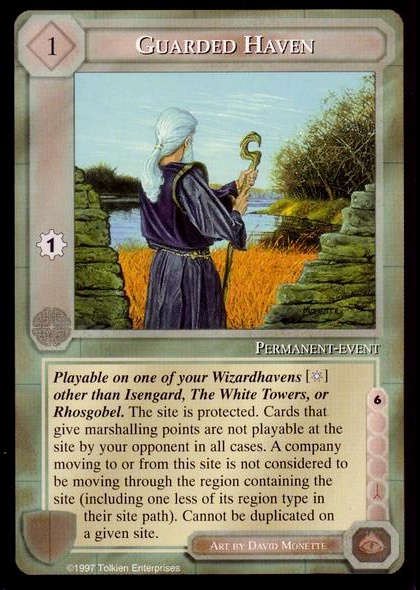 1
GUARDED HAVEN
1
MONETTE
PERMANENT-EVENT
Playable on one of your Wizardhavens [☀]
other than Isengard, The White Towers, or
Rhosgobel. The site is protected. Cards that
give marshalling points are not playable at the
site by your opponent in all cases. A company
moving to or from this site is not considered to
be moving through the region containing the
site (including one less of its region type in
their site path). Cannot be duplicated on
a given site.
6
ART BY DAVID MONETTE
©1997 Tolkien Enterprises